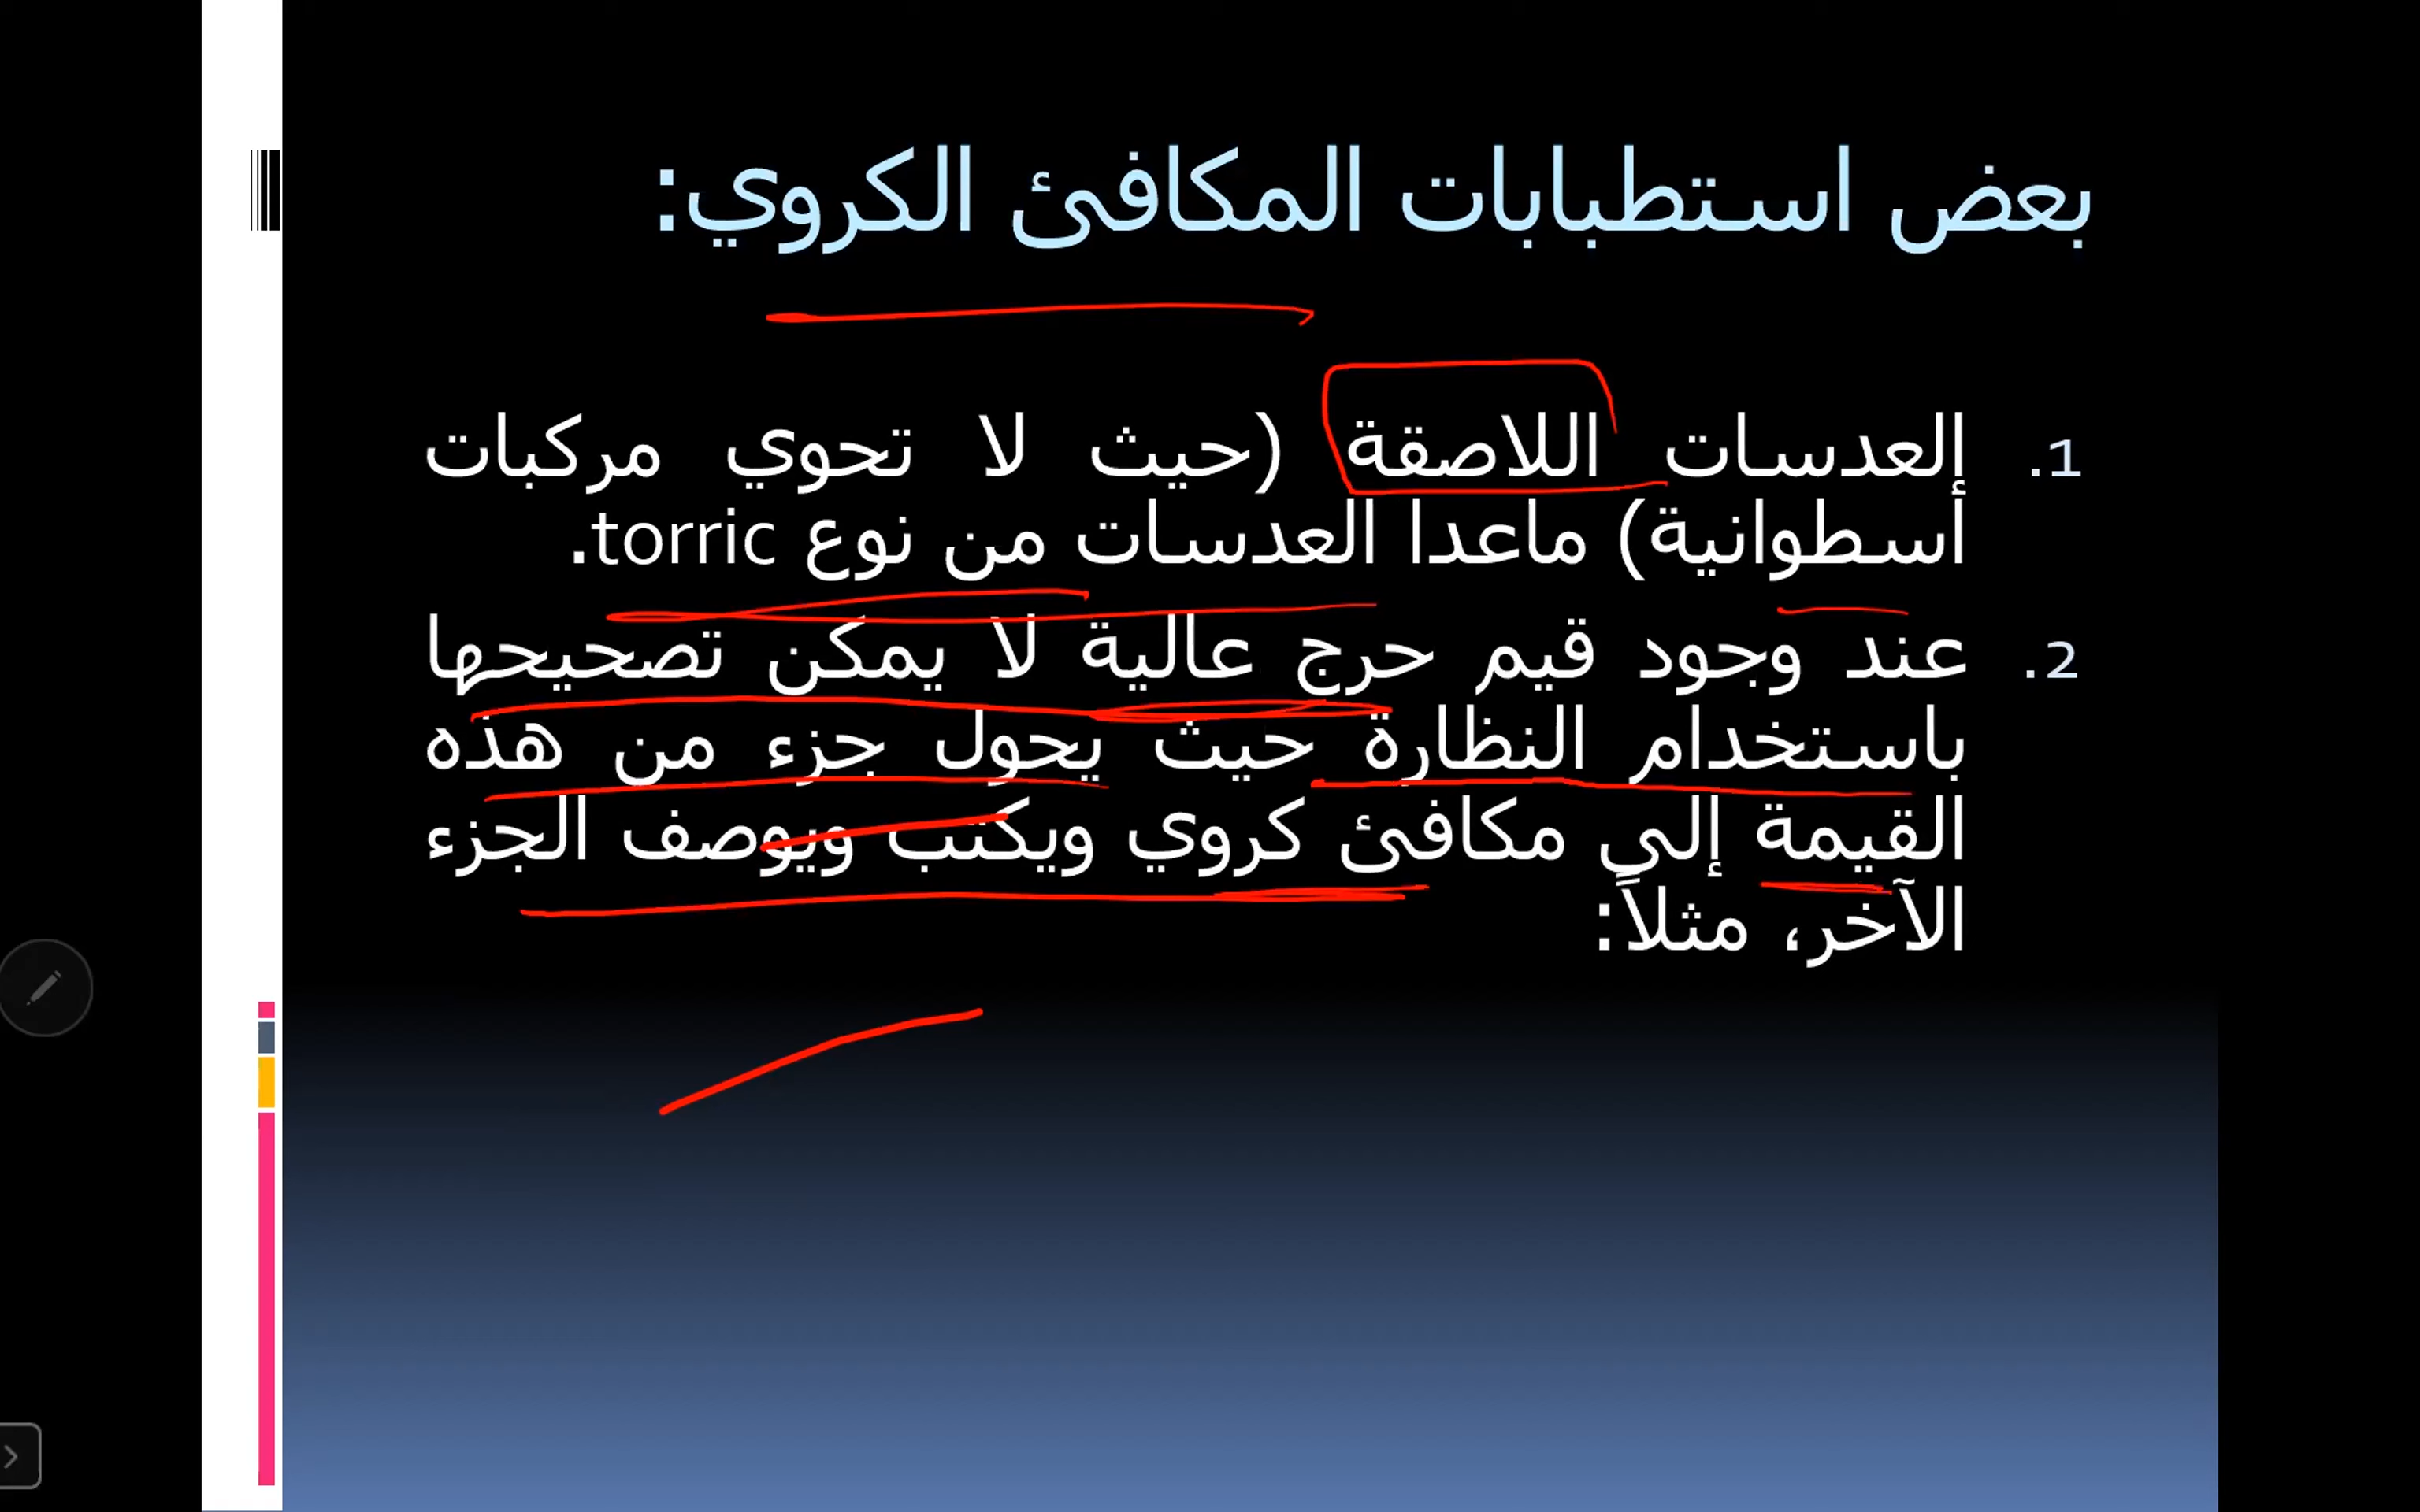 بعض استطبابات المكافئ الكروي:
1. العدسات اللاصقة (حيث لا تحوي مركبات
أسطوانية) ماعدا العدسات من نوع torric.
2. عند وجود قيم حرج عالية لا يمكن تصحيحها
باستخدام النظارة حيث يحول جزء من هذه
القيمة إلى مكافئ كروي ويكتب ويوصف الجزء
الآخر، مثلاً: